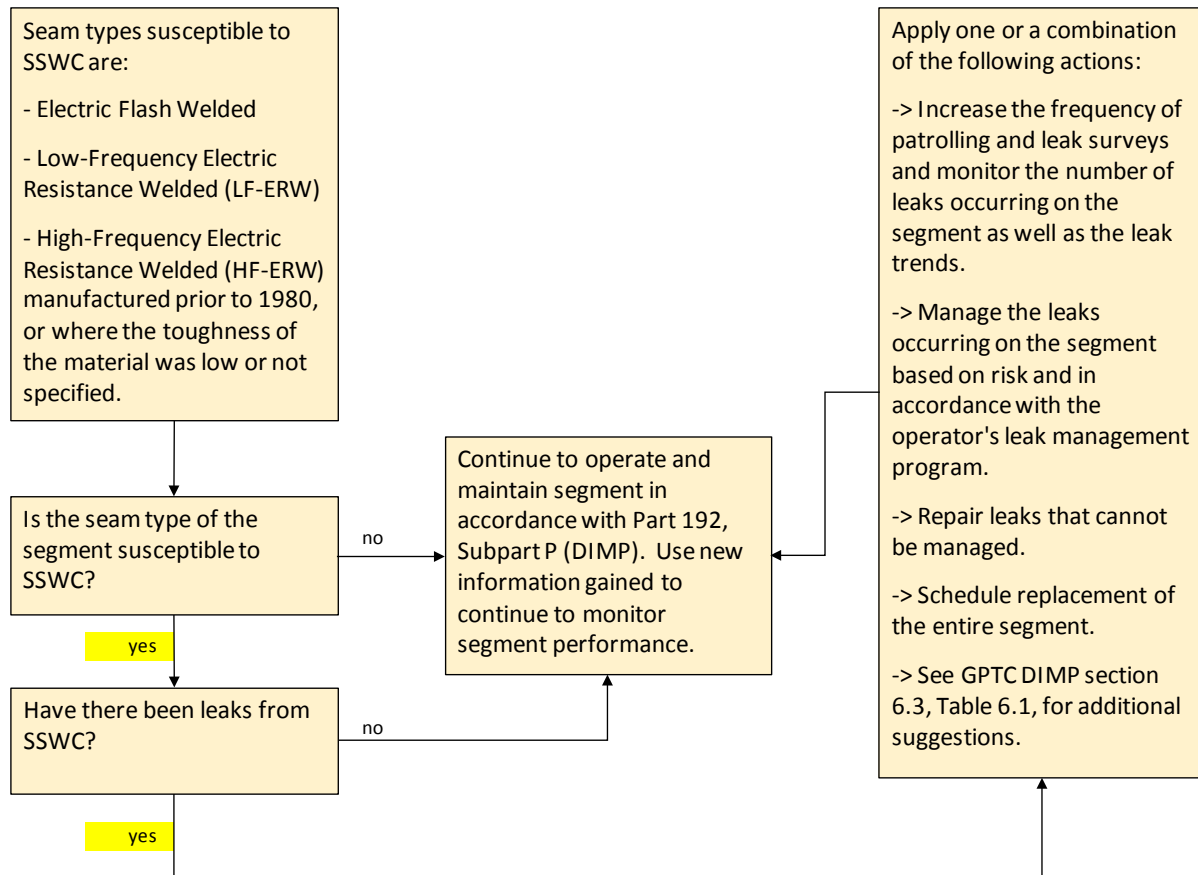 Seam types susceptible to
SSWC are:
- Electric Flash Welded
- Low-Frequency Electric
Resistance Welded (LF-ERW)
- High-Frequency Electric
Resistance Welded (HF-ERW)
manufactured prior to 1980,
or where the toughness of
the material was low or not
specified.
Is the seam type of the
segment susceptible to
SSWC?
no
yes
Have there been leaks from
SSWC?
no
yes
Continue to operate and
maintain segment in
accordance with Part 192,
Subpart P (DIMP).  Use new
information gained to
continue to monitor
segment performance.
Apply one or a combination
of the following actions:
-> Increase the frequency of
patrolling and leak surveys
and monitor the number of
leaks occurring on the
segment as well as the leak
trends.
-> Manage the leaks
occurring on the segment
based on risk and in
accordance with the
operator's leak management
program.
-> Repair leaks that cannot
be managed.
-> Schedule replacement of
the entire segment.
-> See GPTC DIMP section
6.3, Table 6.1, for additional
suggestions.